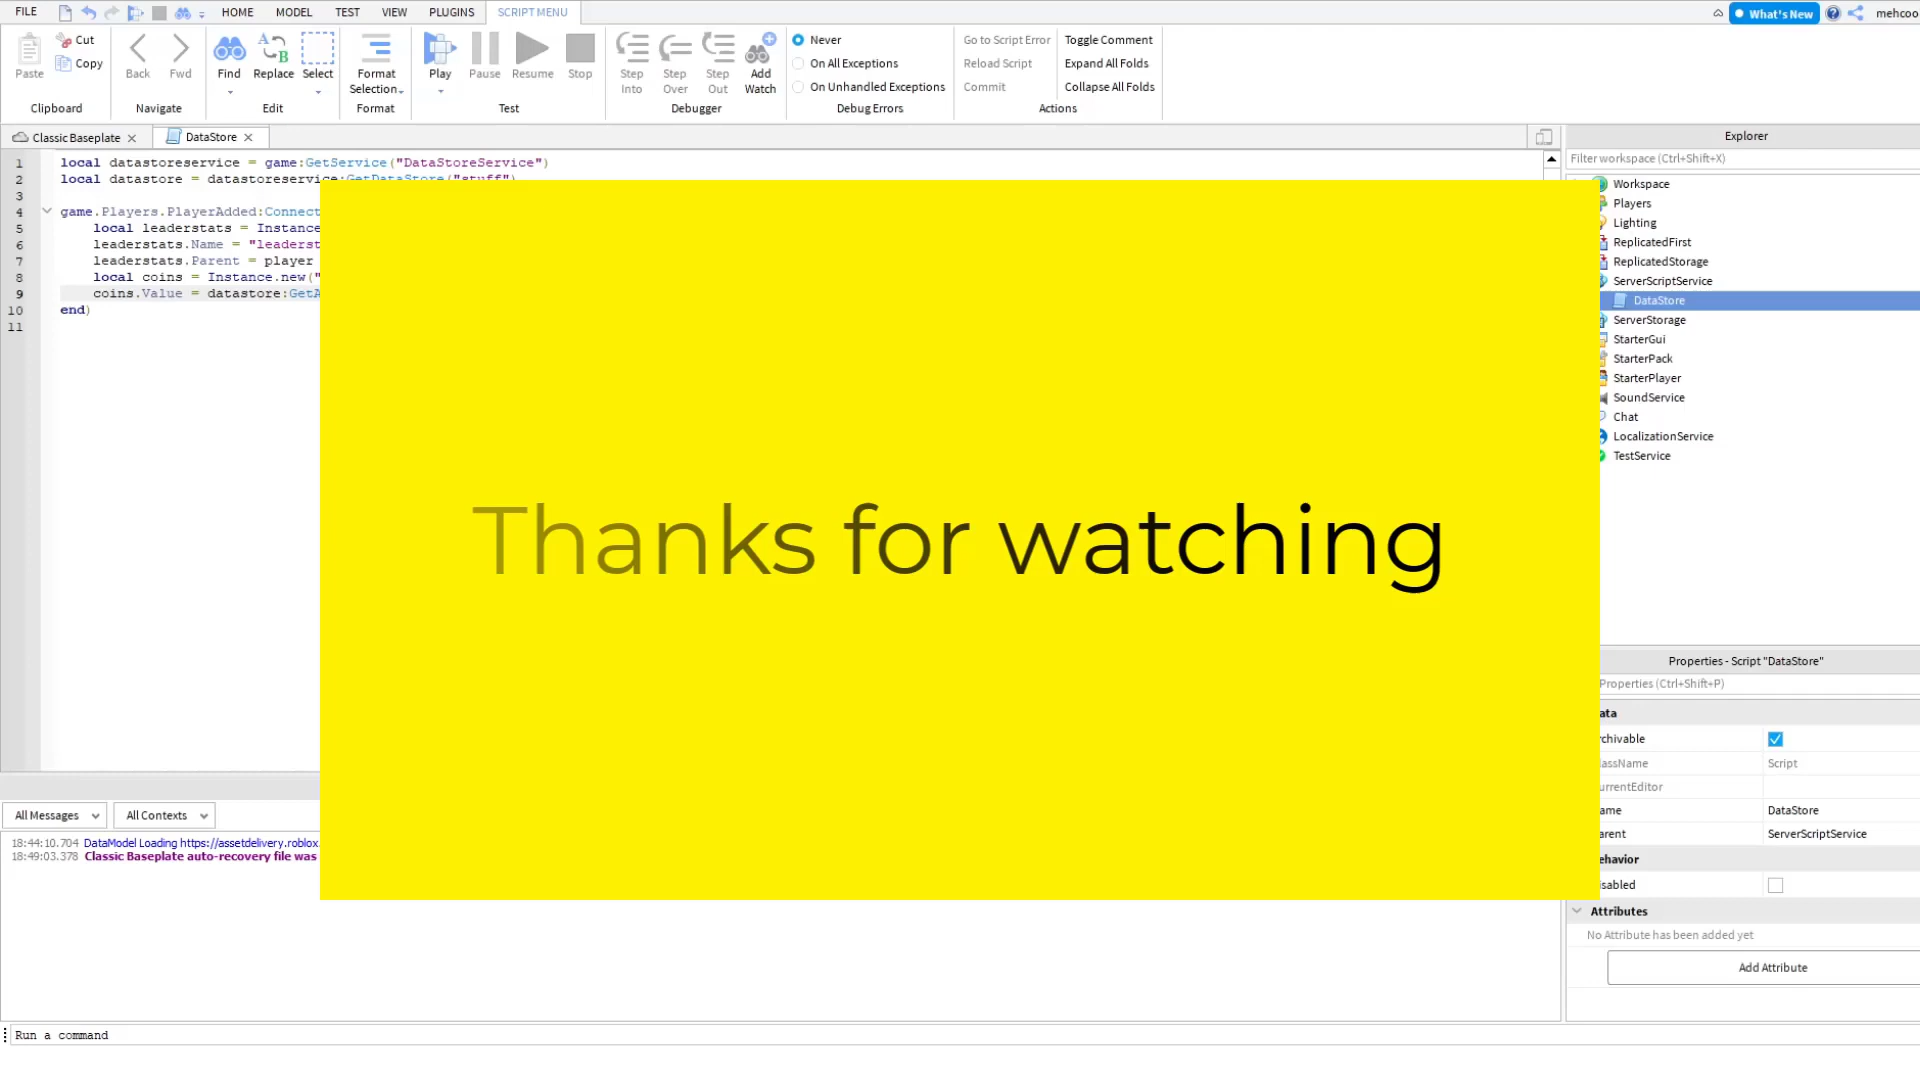 FILE
HOME
MODEL
TEST
VIEW
PLUGINS
SCRIPT MENU
What's New
mehcoo
Paste
Cut
Copy
Clipboard
Back
Fwd
Navigate
Find
Replace
Select
Edit
Format
Selection
Format
Play
Pause
Resume
Stop
Test
Step
Into
Step
Over
Step
Out
Add
Watch
Debugger
Never
On All Exceptions
On Unhandled Exceptions
Debug Errors
Go to Script Error
Reload Script
Commit
Toggle Comment
Expand All Folds
Collapse All Folds
Actions
Classic Baseplate
DataStore
1 local datastoreservice = game:GetService("DataStoreService")
2 local datastore = datastoreservice:GetDataStore("stuff")
3
4 game.Players.PlayerAdded:Connect
5 local leaderstats = Instance
6 leaderstats.Name = "leaderst
7 leaderstats.Parent = player
8 local coins = Instance.new("
9 coins.Value = datastore:GetA
10 end)
11
Thanks for watching
Explorer
Filter workspace (Ctrl+Shift+X)
Workspace
Players
Lighting
ReplicatedFirst
ReplicatedStorage
ServerScriptService
DataStore
ServerStorage
StarterGui
StarterPack
StarterPlayer
SoundService
Chat
LocalizationService
TestService
Properties - Script "DataStore"
Properties (Ctrl+Shift+P)
ata
rchivable
lassName Script
urrentEditor
ame DataStore
arent ServerScriptService
ehavior
isabled
Attributes
No Attribute has been added yet
Add Attribute
All Messages
All Contexts
18:44:10.704 DataModel Loading https://assetdelivery.roblox.
18:49:03.378 Classic Baseplate auto-recovery file was
Run a command